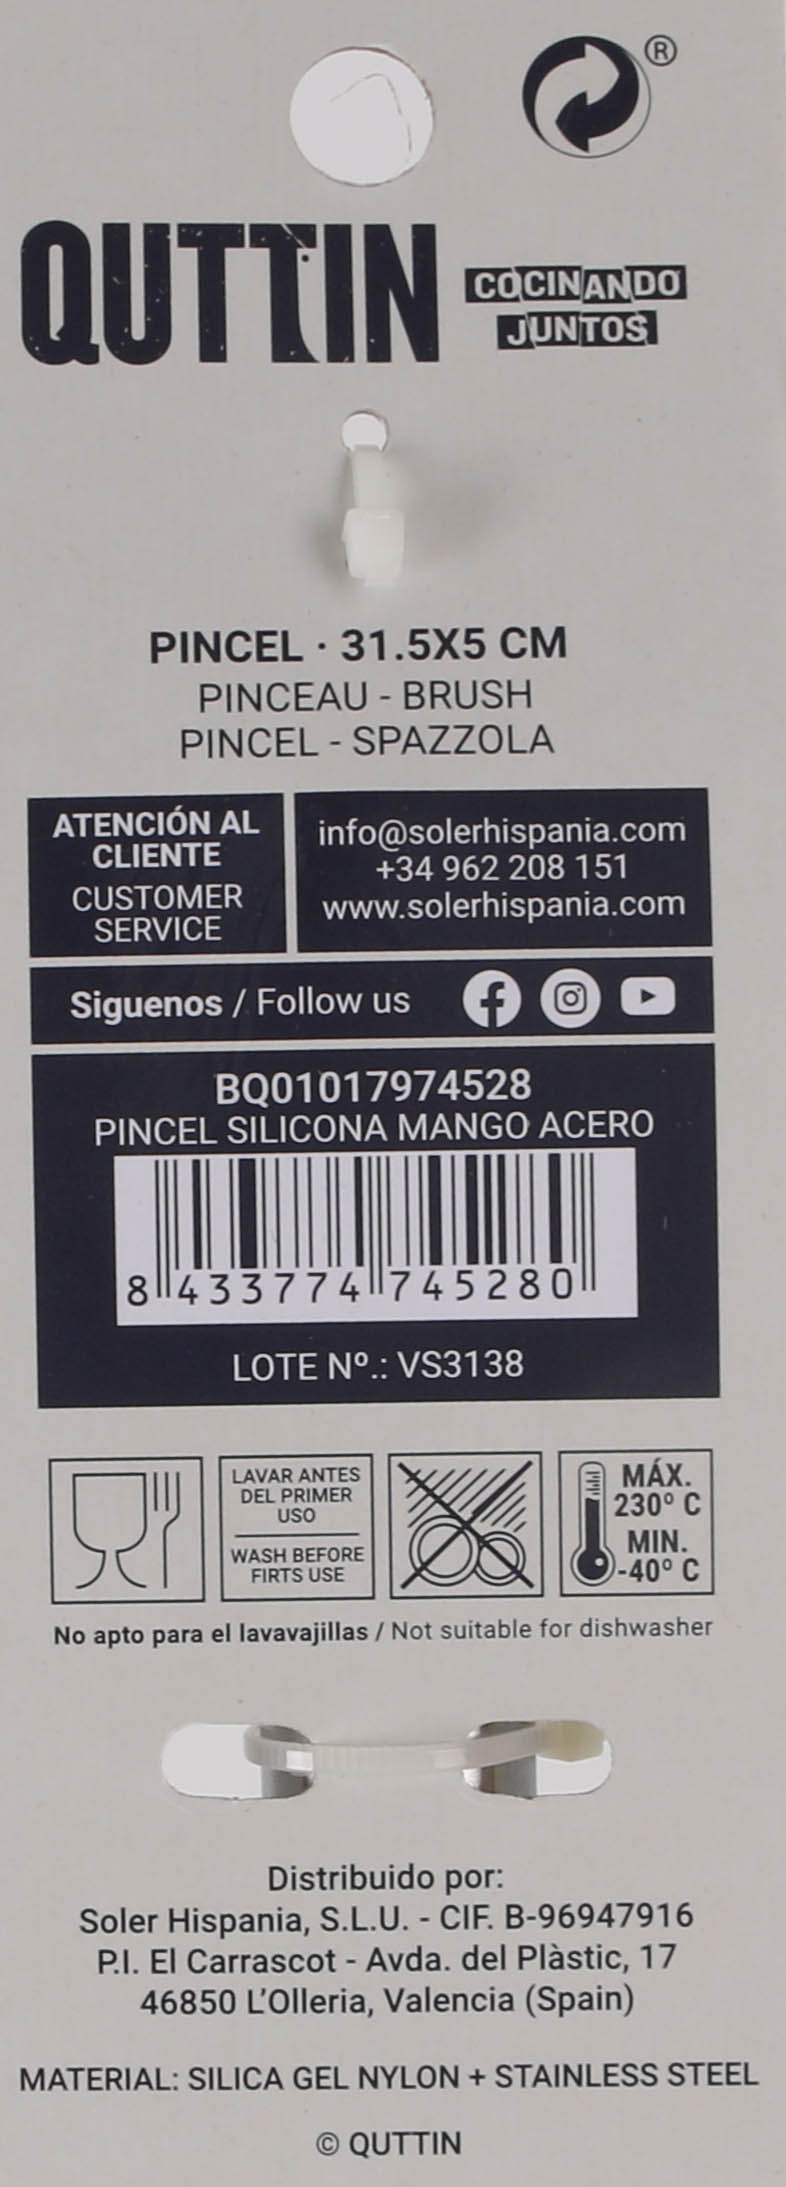 ®
QUTTIN
COCINANDO
JUNTOS
PINCEL · 31.5X5 CM
PINCEAU - BRUSH
PINCEL - SPAZZOLA
ATENCIÓN AL
CLIENTE
CUSTOMER
SERVICE
info@solerhispania.com
+34 962 208 151
www.solerhispania.com
Siguenos / Follow us
BQ01017974528
PINCEL SILICONA MANGO ACERO
8 433774 745280
LOTE Nº.: VS3138
LAVAR ANTES
DEL PRIMER
USO
WASH BEFORE
FIRTS USE
MÁX.
230º C
MIN.
-40º C
No apto para el lavavajillas / Not suitable for dishwasher
Distribuido por:
Soler Hispania, S.L.U. - CIF. B-96947916
P.I. El Carrascot - Avda. del Plàstic, 17
46850 L'Olleria, Valencia (Spain)
MATERIAL: SILICA GEL NYLON + STAINLESS STEEL
© QUTTIN